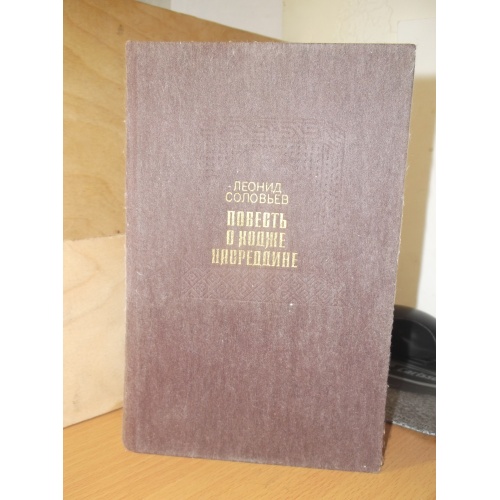 ЛЕОНИД
СОЛОВЬЕВ
ПОВЕСТЬ
О ХОДЖЕ
НАСРЕДДИНЕ